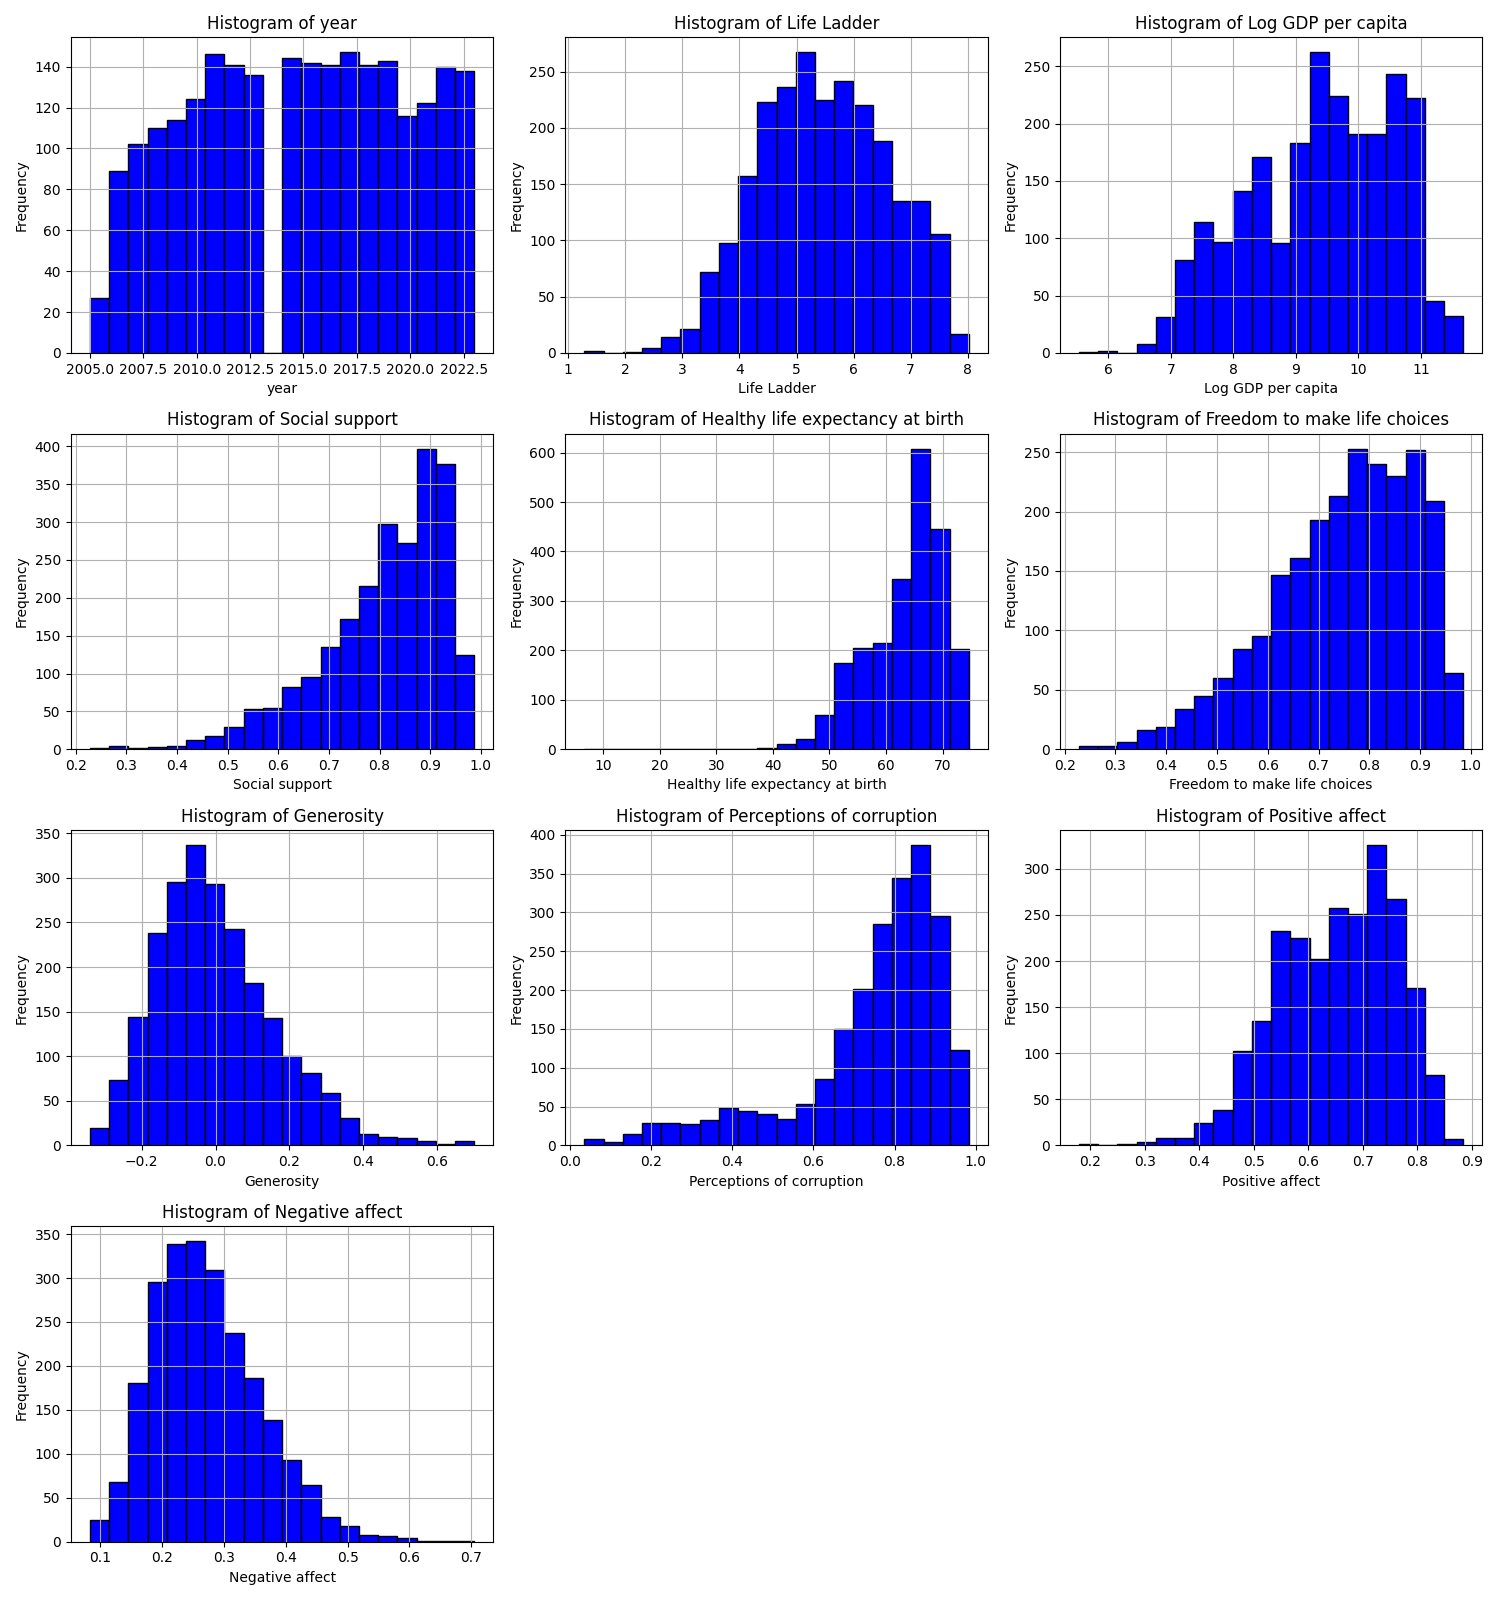 Histogram of year
Frequency
0
20
40
60
80
100
120
140
2005.0 2007.5 2010.0 2012.5 2015.0 2017.5 2020.0 2022.5
year
Histogram of Life Ladder
Frequency
0
50
100
150
200
250
1 2 3 4 5 6 7 8
Life Ladder
Histogram of Log GDP per capita
Frequency
0
50
100
150
200
250
6 7 8 9 10 11
Log GDP per capita
Histogram of Social support
Frequency
0
50
100
150
200
250
300
350
400
0.2 0.3 0.4 0.5 0.6 0.7 0.8 0.9 1.0
Social support
Histogram of Healthy life expectancy at birth
Frequency
0
100
200
300
400
500
600
10 20 30 40 50 60 70
Healthy life expectancy at birth
Histogram of Freedom to make life choices
Frequency
0
50
100
150
200
250
0.2 0.3 0.4 0.5 0.6 0.7 0.8 0.9 1.0
Freedom to make life choices
Histogram of Generosity
Frequency
0
50
100
150
200
250
300
350
−0.2 0.0 0.2 0.4 0.6
Generosity
Histogram of Perceptions of corruption
Frequency
0
50
100
150
200
250
300
350
400
0.0 0.2 0.4 0.6 0.8 1.0
Perceptions of corruption
Histogram of Positive affect
Frequency
0
50
100
150
200
250
300
0.2 0.3 0.4 0.5 0.6 0.7 0.8 0.9
Positive affect
Histogram of Negative affect
Frequency
0
50
100
150
200
250
300
350
0.1 0.2 0.3 0.4 0.5 0.6 0.7
Negative affect